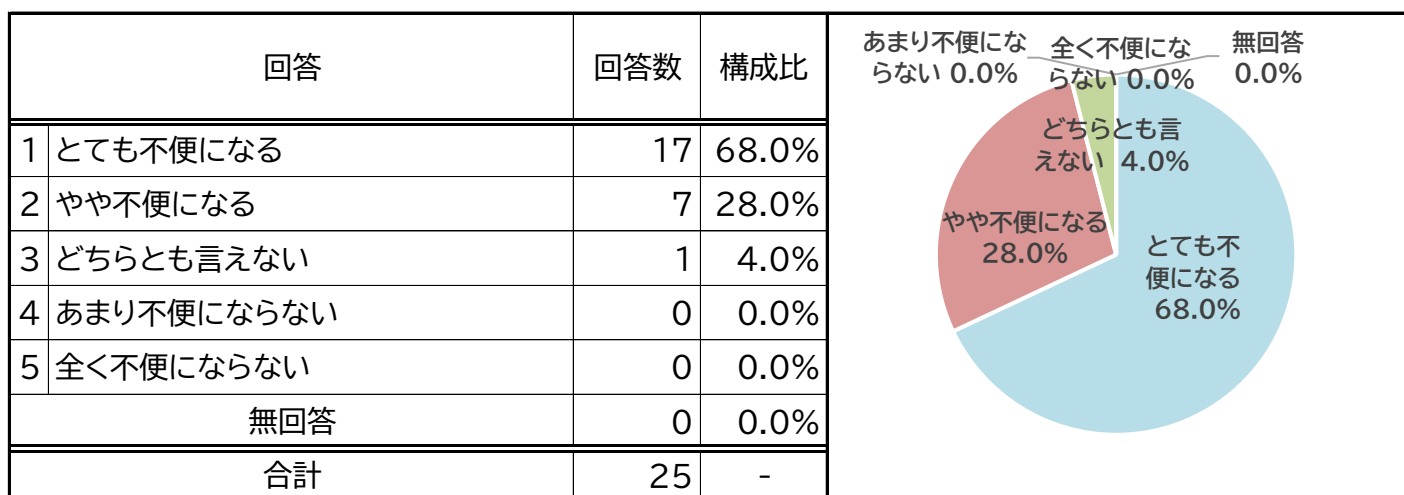 回答 回答数 構成比
1 とても不便になる 17 68.0%
2 やや不便になる 7 28.0%
3 どちらとも言えない 1 4.0%
4 あまり不便にならない 0 0.0%
5 全く不便にならない 0 0.0%
無回答 0 0.0%
合計 25 -
あまり不便にな
らない 0.0%
全く不便にな
らない 0.0%
無回答
0.0%
どちらとも言
えない 4.0%
やや不便になる
28.0%
とても不
便になる
68.0%